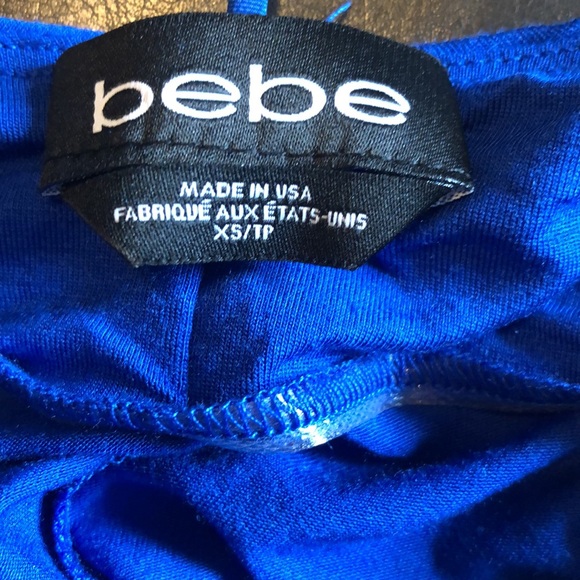 bebe
MADE IN USA
FABRIQUÉ AUX ÉTATS-UNIS
XS/TP